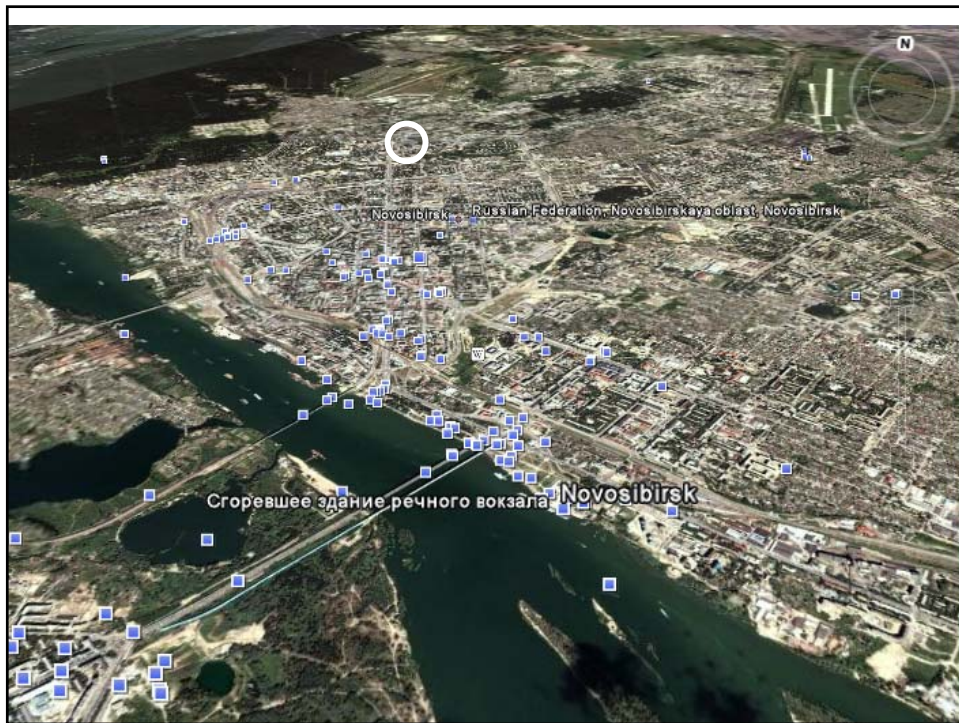 N
Novosibirsk
Russian Federation, Novosibirskaya oblast, Novosibirsk
W
Сгоревшее здание речного вокзала
Novosibirsk